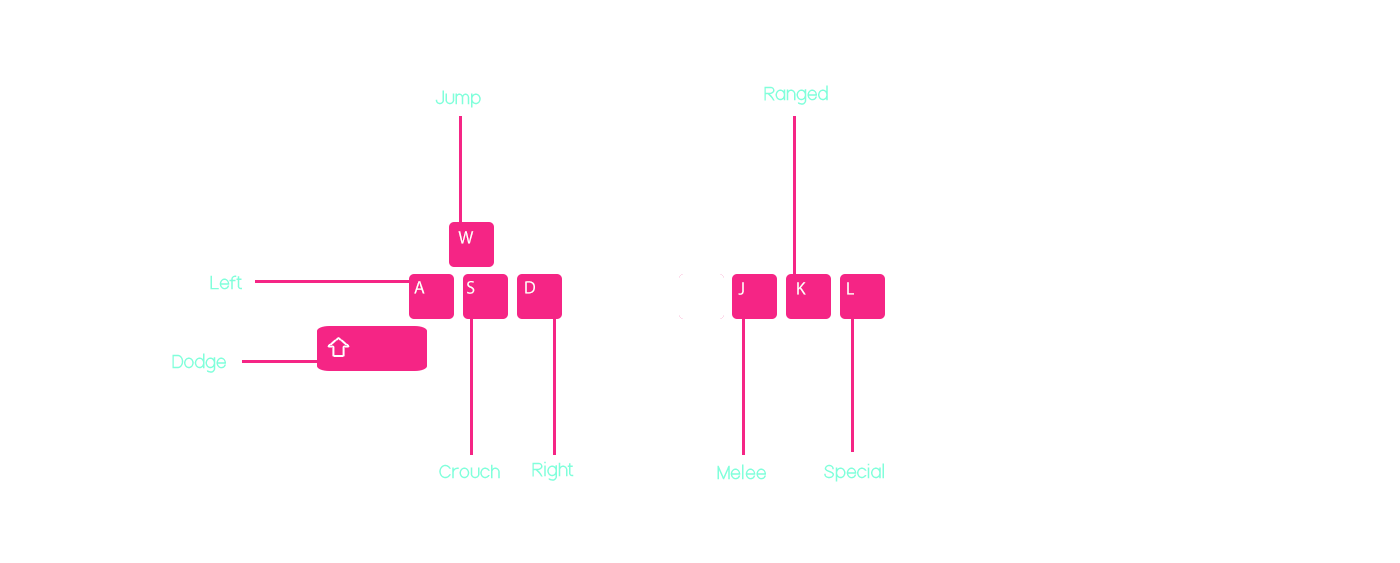 Jump
Ranged
W
Left
A
S
D
J
K
L
Dodge
Crouch
Right
Melee
Special